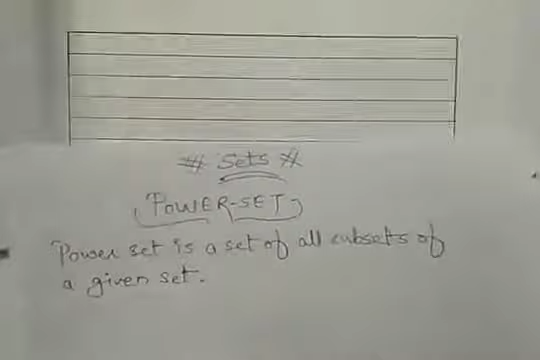 # Sets #
POWER-SET
Power set is a set of all subsets of
a given set.